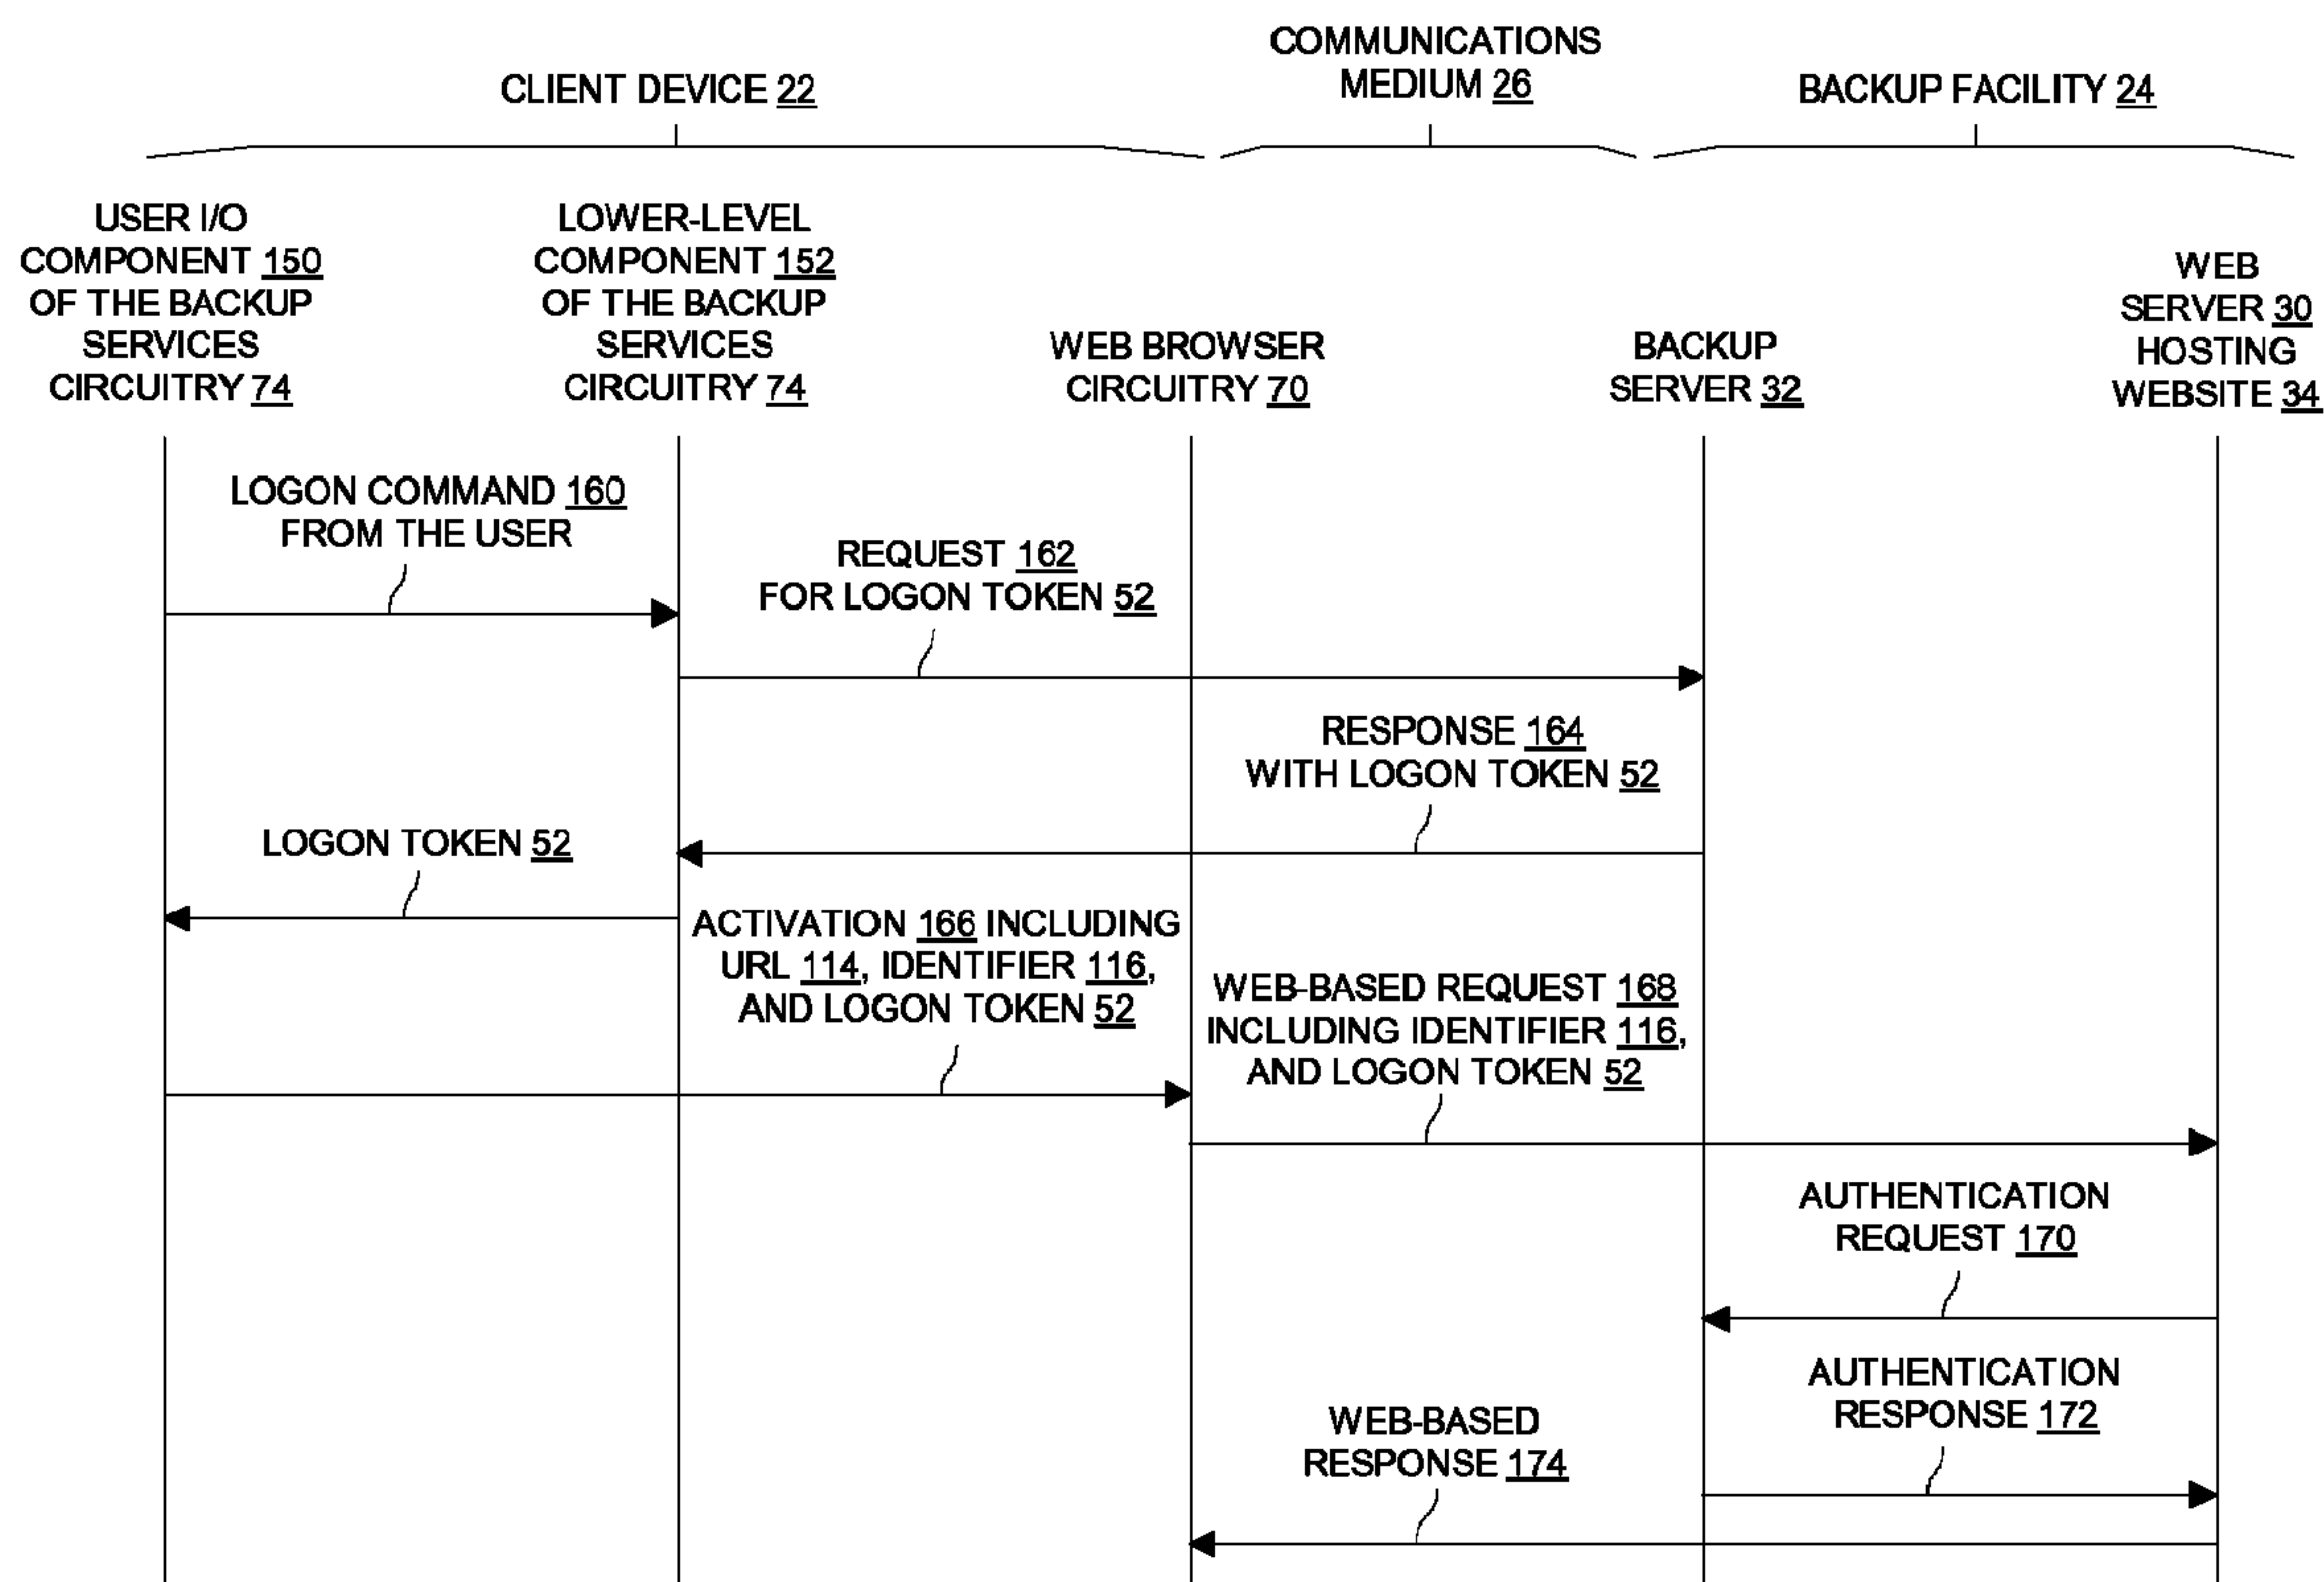 COMMUNICATIONS
MEDIUM 26
CLIENT DEVICE 22
BACKUP FACILITY 24
USER I/O
COMPONENT 150
OF THE BACKUP
SERVICES
CIRCUITRY 74
LOWER-LEVEL
COMPONENT 152
OF THE BACKUP
SERVICES
CIRCUITRY 74
WEB BROWSER
CIRCUITRY 70
BACKUP
SERVER 32
WEB
SERVER 30
HOSTING
WEBSITE 34
LOGON COMMAND 160
FROM THE USER
REQUEST 162
FOR LOGON TOKEN 52
RESPONSE 164
WITH LOGON TOKEN 52
LOGON TOKEN 52
ACTIVATION 166 INCLUDING
URL 114, IDENTIFIER 116,
AND LOGON TOKEN 52
WEB-BASED REQUEST 168
INCLUDING IDENTIFIER 116,
AND LOGON TOKEN 52
AUTHENTICATION
REQUEST 170
AUTHENTICATION
RESPONSE 172
WEB-BASED
RESPONSE 174